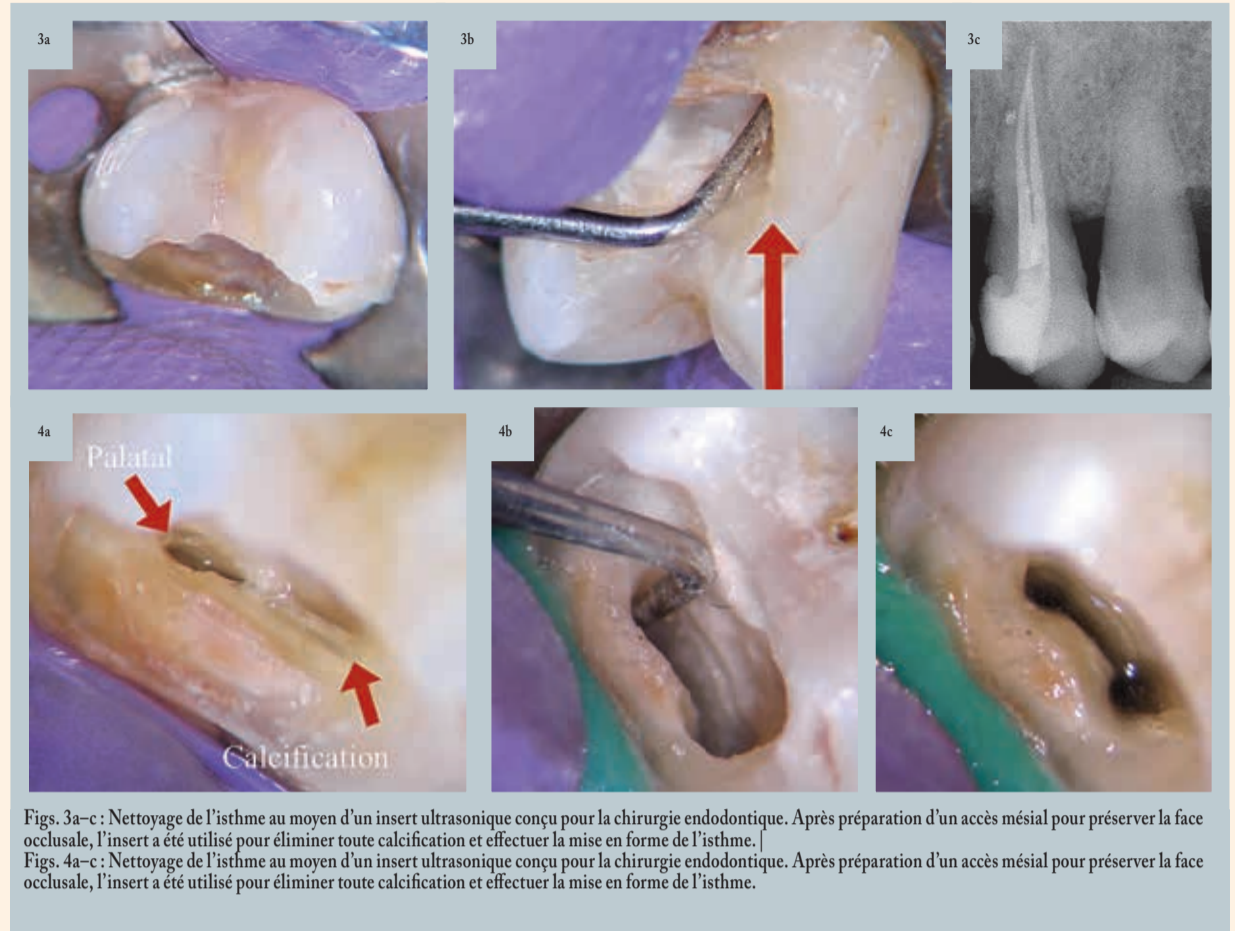 3a
3b
3c
4a
Palatal
Calcification
4b
4c
Figs. 3a–c : Nettoyage de l’isthme au moyen d’un insert ultrasonique conçu pour la chirurgie endodontique. Après préparation d’un accès mésial pour préserver la face
occlusale, l’insert a été utilisé pour éliminer toute calcification et effectuer la mise en forme de l’isthme.
Figs. 4a–c : Nettoyage de l’isthme au moyen d’un insert ultrasonique conçu pour la chirurgie endodontique. Après préparation d’un accès mésial pour préserver la face
occlusale, l’insert a été utilisé pour éliminer toute calcification et effectuer la mise en forme de l’isthme.